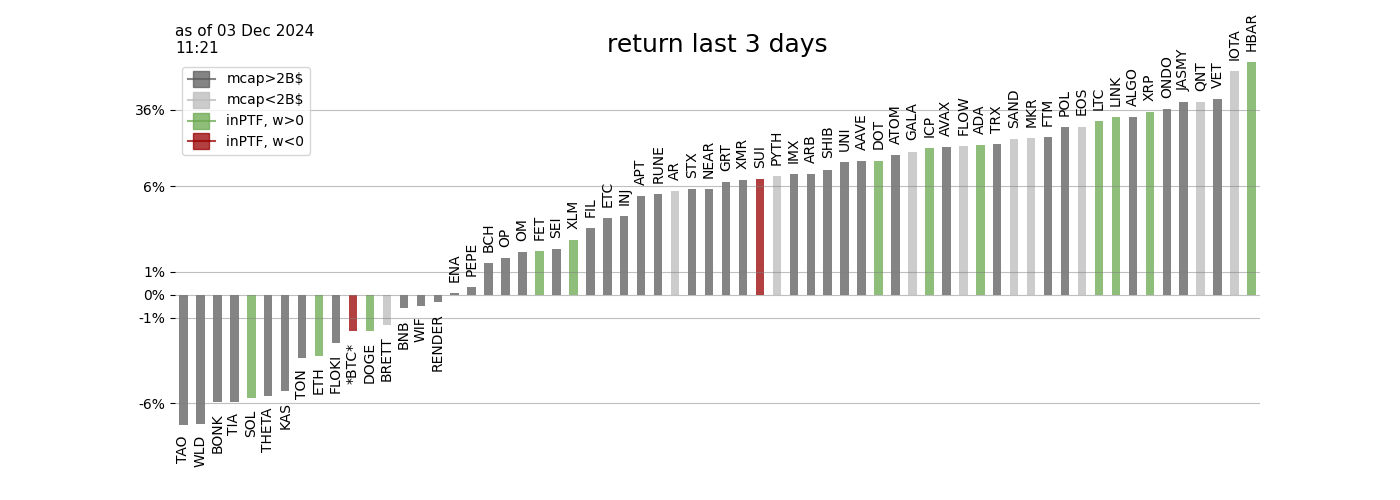 as of 03 Dec 2024
11:21
return last 3 days
mcap>2B$
mcap<2B$
inPTF, w>0
inPTF, w<0
36%
6%
1%
0%
-1%
-6%
TAO
WLD
BONK
TIA
SOL
THETA
KAS
TON
ETH
FLOKI
*BTC*
DOGE
BRETT
BNB
WIF
RENDER
ENA
PEPE
BCH
OP
OM
FET
SEI
XLM
FIL
ETC
INJ
APT
RUNE
AR
STX
NEAR
GRT
XMR
SUI
PYTH
IMX
ARB
SHIB
UNI
AAVE
DOT
ATOM
GALA
ICP
AVAX
FLOW
ADA
TRX
SAND
MKR
FTM
POL
EOS
LTC
LINK
ALGO
XRP
ONDO
JASMY
QNT
VET
IOTA
HBAR